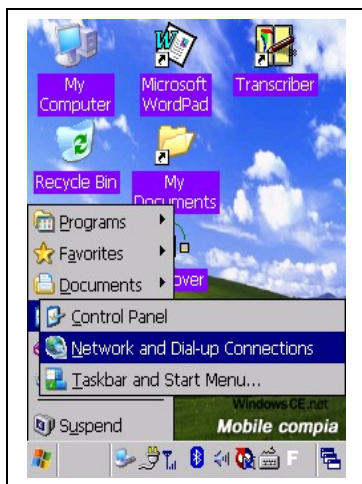 My
Computer
Microsoft
WordPad
Transcriber
Recycle Bin
My
Documents
Programs
Favorites
Documents
over
Control Panel
Network and Dial-up Connections
Taskbar and Start Menu...
Windows CE.net
Suspend
Mobile compia
F